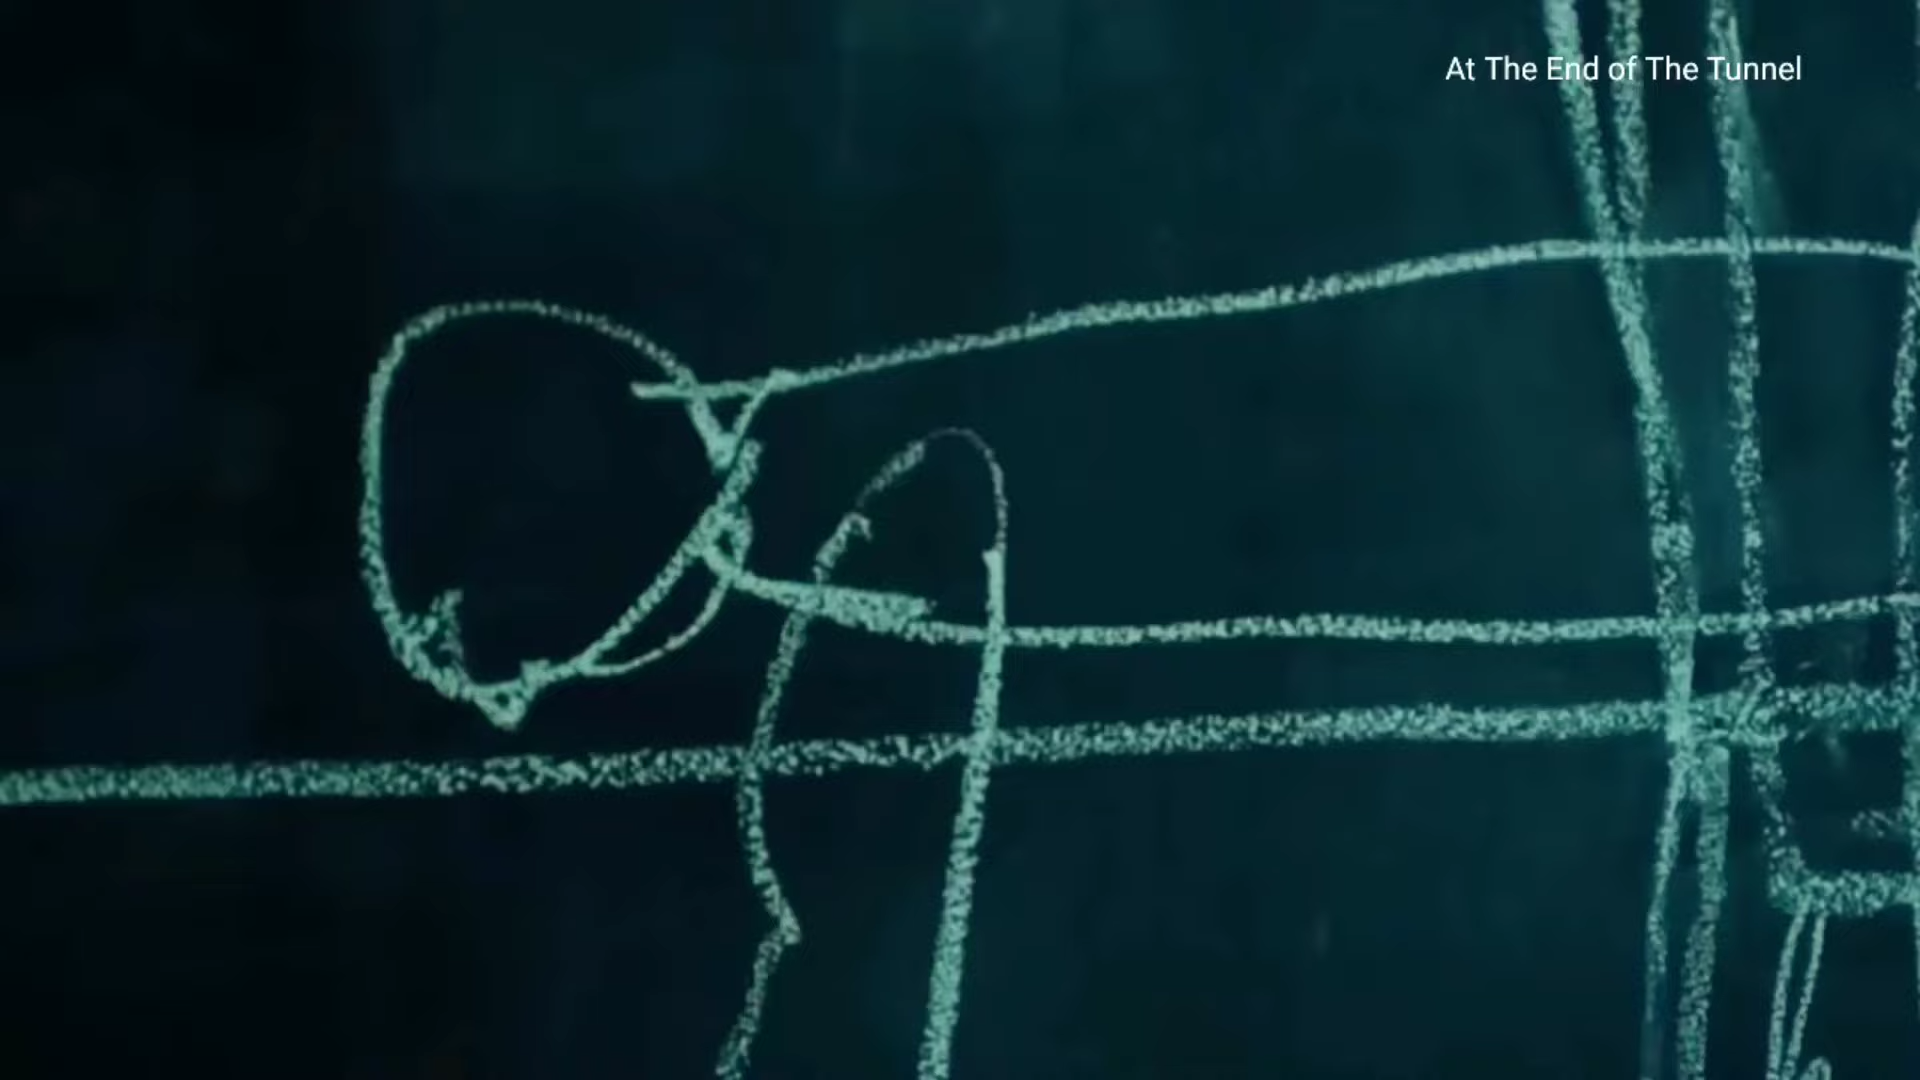 At The End of The Tunnel